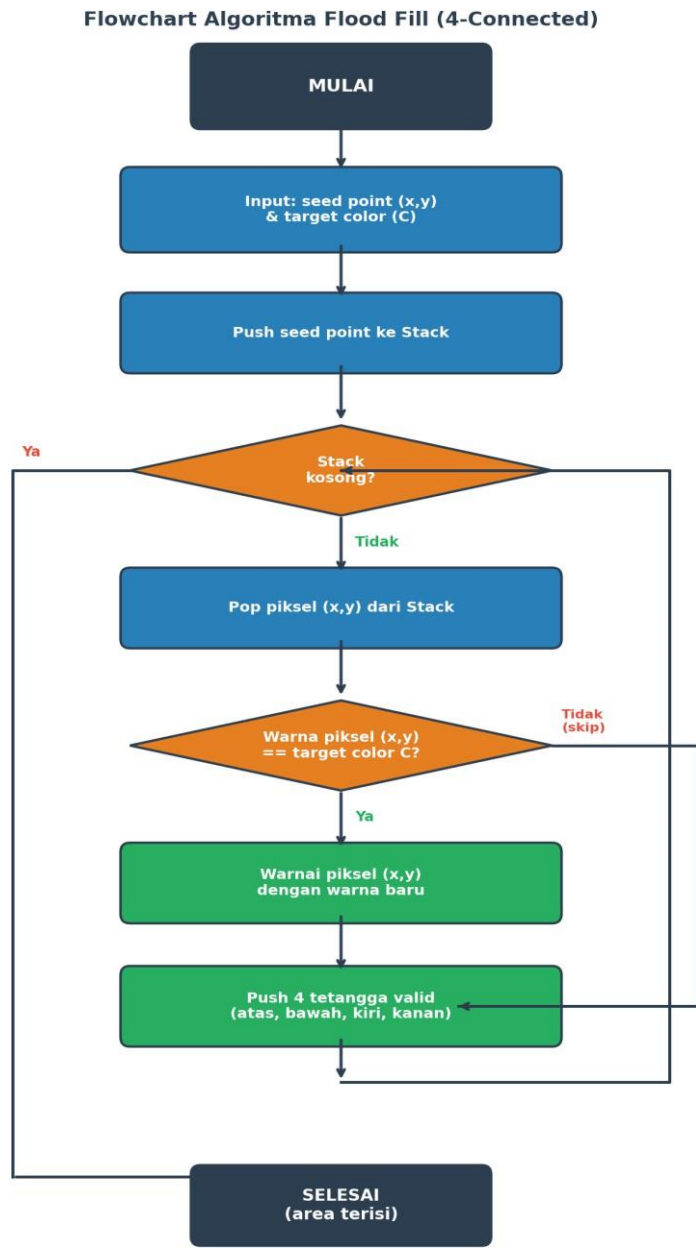 Flowchart Algoritma Flood Fill (4-Connected)
MULAI
Input: seed point (x,y)
& target color (C)
Push seed point ke Stack
Ya
Stack
kosong?
Tidak
Pop piksel (x,y) dari Stack
Warna piksel (x,y)
== target color C?
Tidak
(skip)
Ya
Warnai piksel (x,y)
dengan warna baru
Push 4 tetangga valid
(atas, bawah, kiri, kanan)
SELESAI
(area terisi)